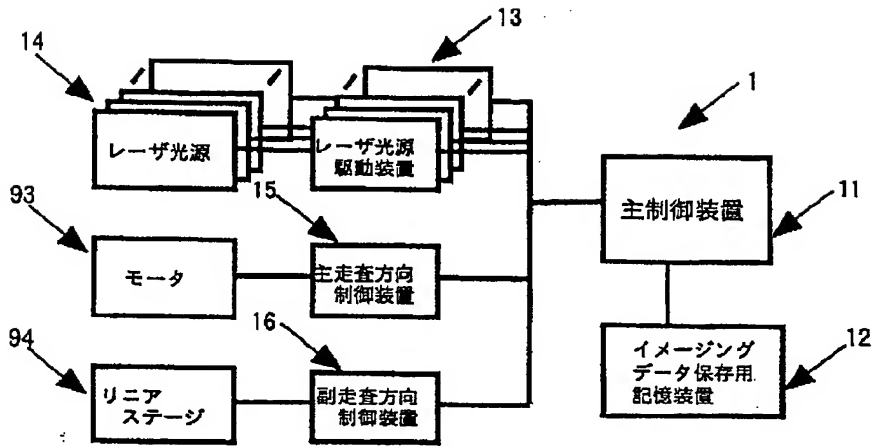 14
13
1
レーザ光源
レーザ光源
駆動装置
93
15
主制御装置
11
モータ
主走査方向
制御装置
94
16
イメージング
データ保存用
記憶装置
12
リニア
ステージ
副走査方向
制御装置